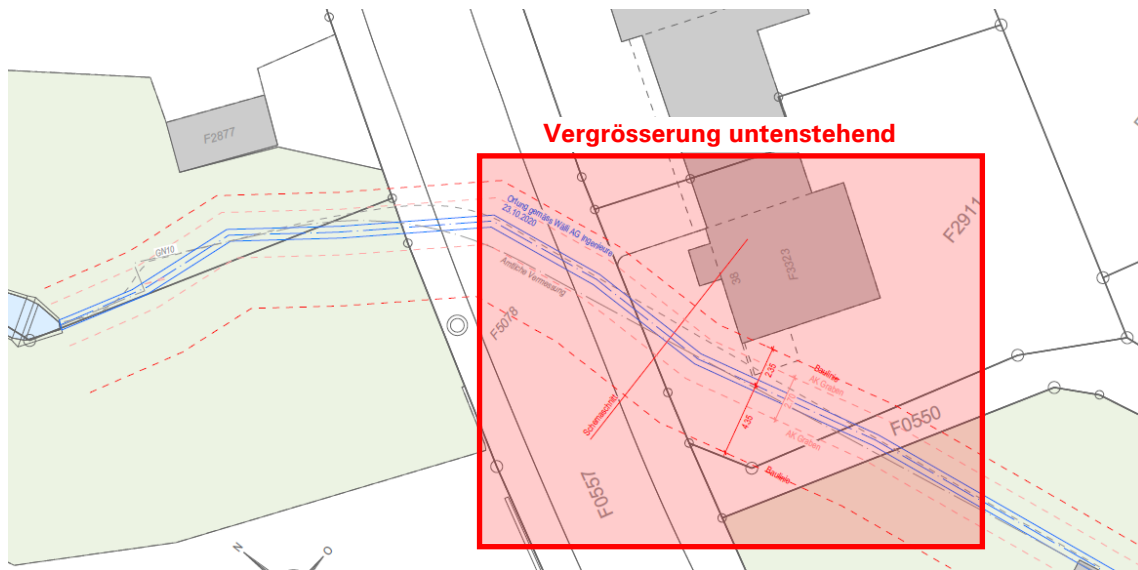 Vergrösserung untenstehend
F2877
Ortung gemäss Wälli AG Ingenieure
23.10.2020
GN10
Amtliche Vermessung
F5078
38
F3323
F2911
2.35
Baulinie
AK Graben
4.35
AK Graben
Baulinie
Schemaschnitt
F0550
F0557
N
O